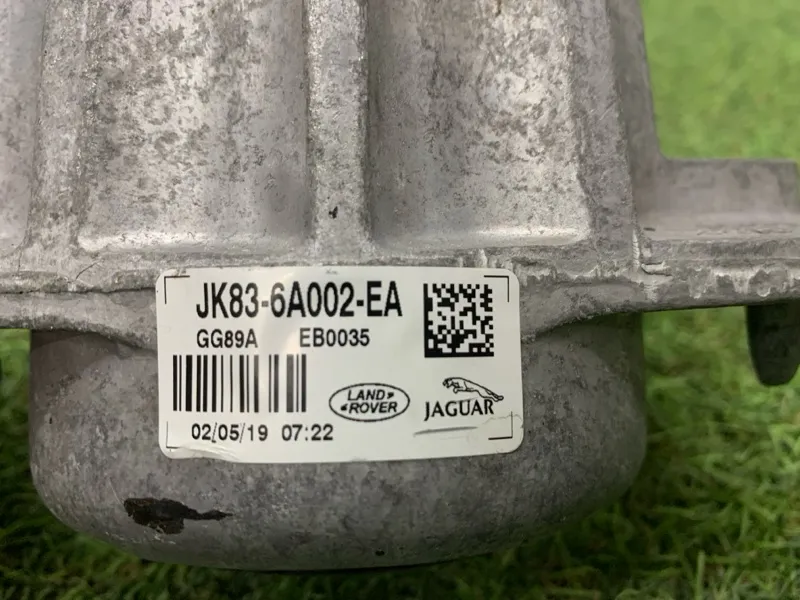 JK83-6A002-EA
GG89A EB0035
LAND ROVER
JAGUAR
02/05/19 07:22